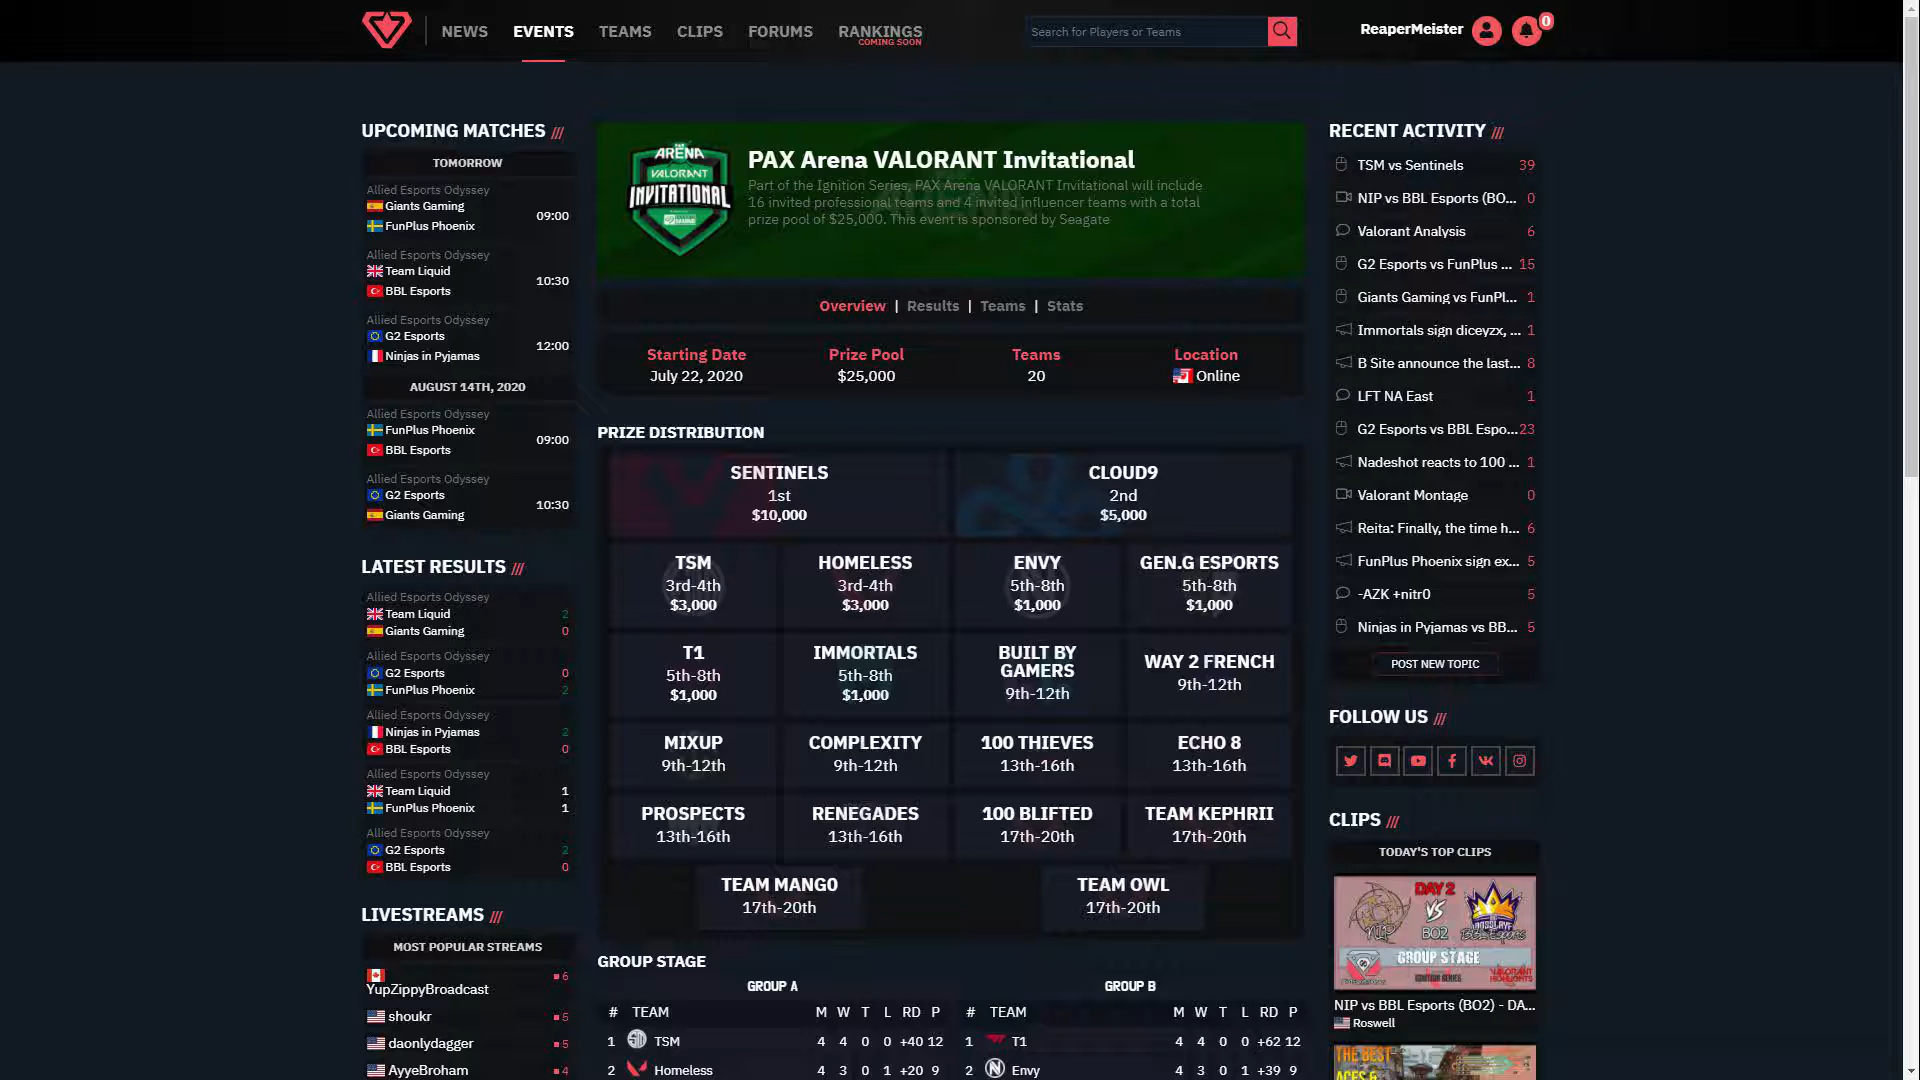 NEWS
EVENTS
TEAMS
CLIPS
FORUMS
RANKINGS
COMING SOON
Search for Players or Teams
ReaperMeister
0
UPCOMING MATCHES ///
TOMORROW
Allied Esports Odyssey
Giants Gaming
FunPlus Phoenix
09:00
Allied Esports Odyssey
Team Liquid
BBL Esports
10:30
Allied Esports Odyssey
G2 Esports
Ninjas in Pyjamas
12:00
AUGUST 14TH, 2020
Allied Esports Odyssey
FunPlus Phoenix
BBL Esports
09:00
Allied Esports Odyssey
G2 Esports
Giants Gaming
10:30
LATEST RESULTS ///
Allied Esports Odyssey
Team Liquid 2
Giants Gaming 0
Allied Esports Odyssey
G2 Esports 0
FunPlus Phoenix 2
Allied Esports Odyssey
Ninjas in Pyjamas 2
BBL Esports 0
Allied Esports Odyssey
Team Liquid 1
FunPlus Phoenix 1
Allied Esports Odyssey
G2 Esports 2
BBL Esports 0
LIVESTREAMS ///
MOST POPULAR STREAMS
YupZippyBroadcast 6
shoukr 5
daonlydagger 5
AyyeBroham 4
ARENA
VALORANT
INVITATIONAL
PAX Arena VALORANT Invitational
Part of the Ignition Series, PAX Arena VALORANT Invitational will include
16 invited professional teams and 4 invited influencer teams with a total
prize pool of $25,000. This event is sponsored by Seagate
Overview | Results | Teams | Stats
Starting Date
July 22, 2020
Prize Pool
$25,000
Teams
20
Location
Online
PRIZE DISTRIBUTION
SENTINELS
1st
$10,000
CLOUD9
2nd
$5,000
TSM
3rd-4th
$3,000
HOMELESS
3rd-4th
$3,000
ENVY
5th-8th
$1,000
GEN.G ESPORTS
5th-8th
$1,000
T1
5th-8th
$1,000
IMMORTALS
5th-8th
$1,000
BUILT BY
GAMERS
9th-12th
WAY 2 FRENCH
9th-12th
MIXUP
9th-12th
COMPLEXITY
9th-12th
100 THIEVES
13th-16th
ECHO 8
13th-16th
PROSPECTS
13th-16th
RENEGADES
13th-16th
100 BLIFTED
17th-20th
TEAM KEPHRII
17th-20th
TEAM MANG0
17th-20th
TEAM OWL
17th-20th
GROUP STAGE
GROUP A
# TEAM M W T L RD P
1 TSM 4 4 0 0 +40 12
2 Homeless 4 3 0 1 +20 9
GROUP B
# TEAM M W T L RD P
1 T1 4 4 0 0 +62 12
2 Envy 4 3 0 1 +39 9
RECENT ACTIVITY ///
TSM vs Sentinels 39
NIP vs BBL Esports (BO... 0
Valorant Analysis 6
G2 Esports vs FunPlus ... 15
Giants Gaming vs FunPl... 1
Immortals sign diceyzx, ... 1
B Site announce the last... 8
LFT NA East 1
G2 Esports vs BBL Espo... 23
Nadeshot reacts to 100 ... 1
Valorant Montage 0
Reita: Finally, the time h... 6
FunPlus Phoenix sign ex... 5
-AZK +nitr0 5
Ninjas in Pyjamas vs BB... 5
POST NEW TOPIC
FOLLOW US ///
CLIPS ///
TODAY'S TOP CLIPS
DAY 2
VS
NIP
BO2
BBL Esports
GROUP STAGE
IGNITION SERIES
VALORANT
HIGHLIGHTS
NIP vs BBL Esports (BO2) - DA...
Roswell
THE BEST
ACES &